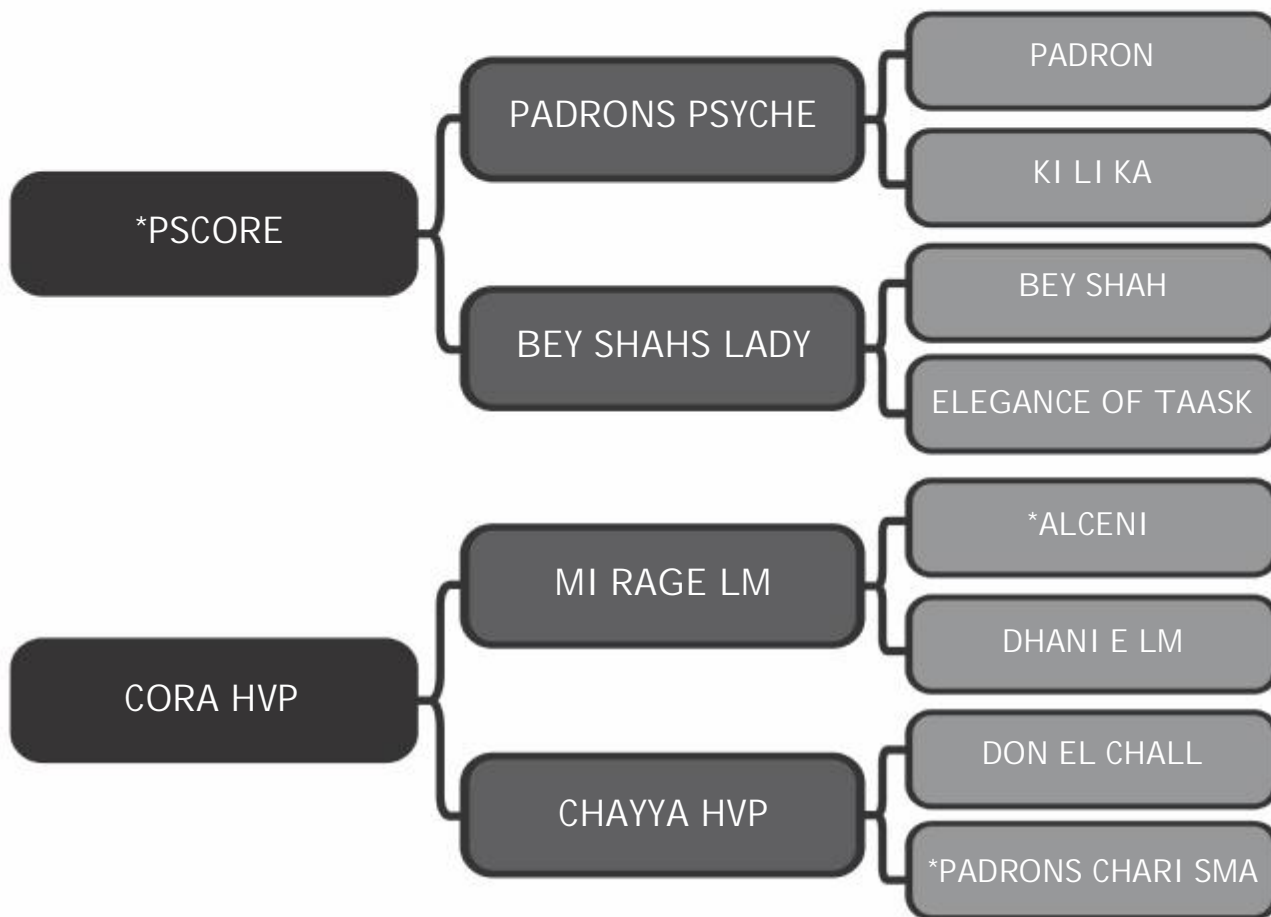 *PSCORE
PADRONS PSYCHE
PADRON
KI LI KA
BEY SHAHS LADY
BEY SHAH
ELEGANCE OF TAASK
CORA HVP
MI RAGE LM
*ALCENI
DHANI E LM
CHAYYA HVP
DON EL CHALL
*PADRONS CHARI SMA